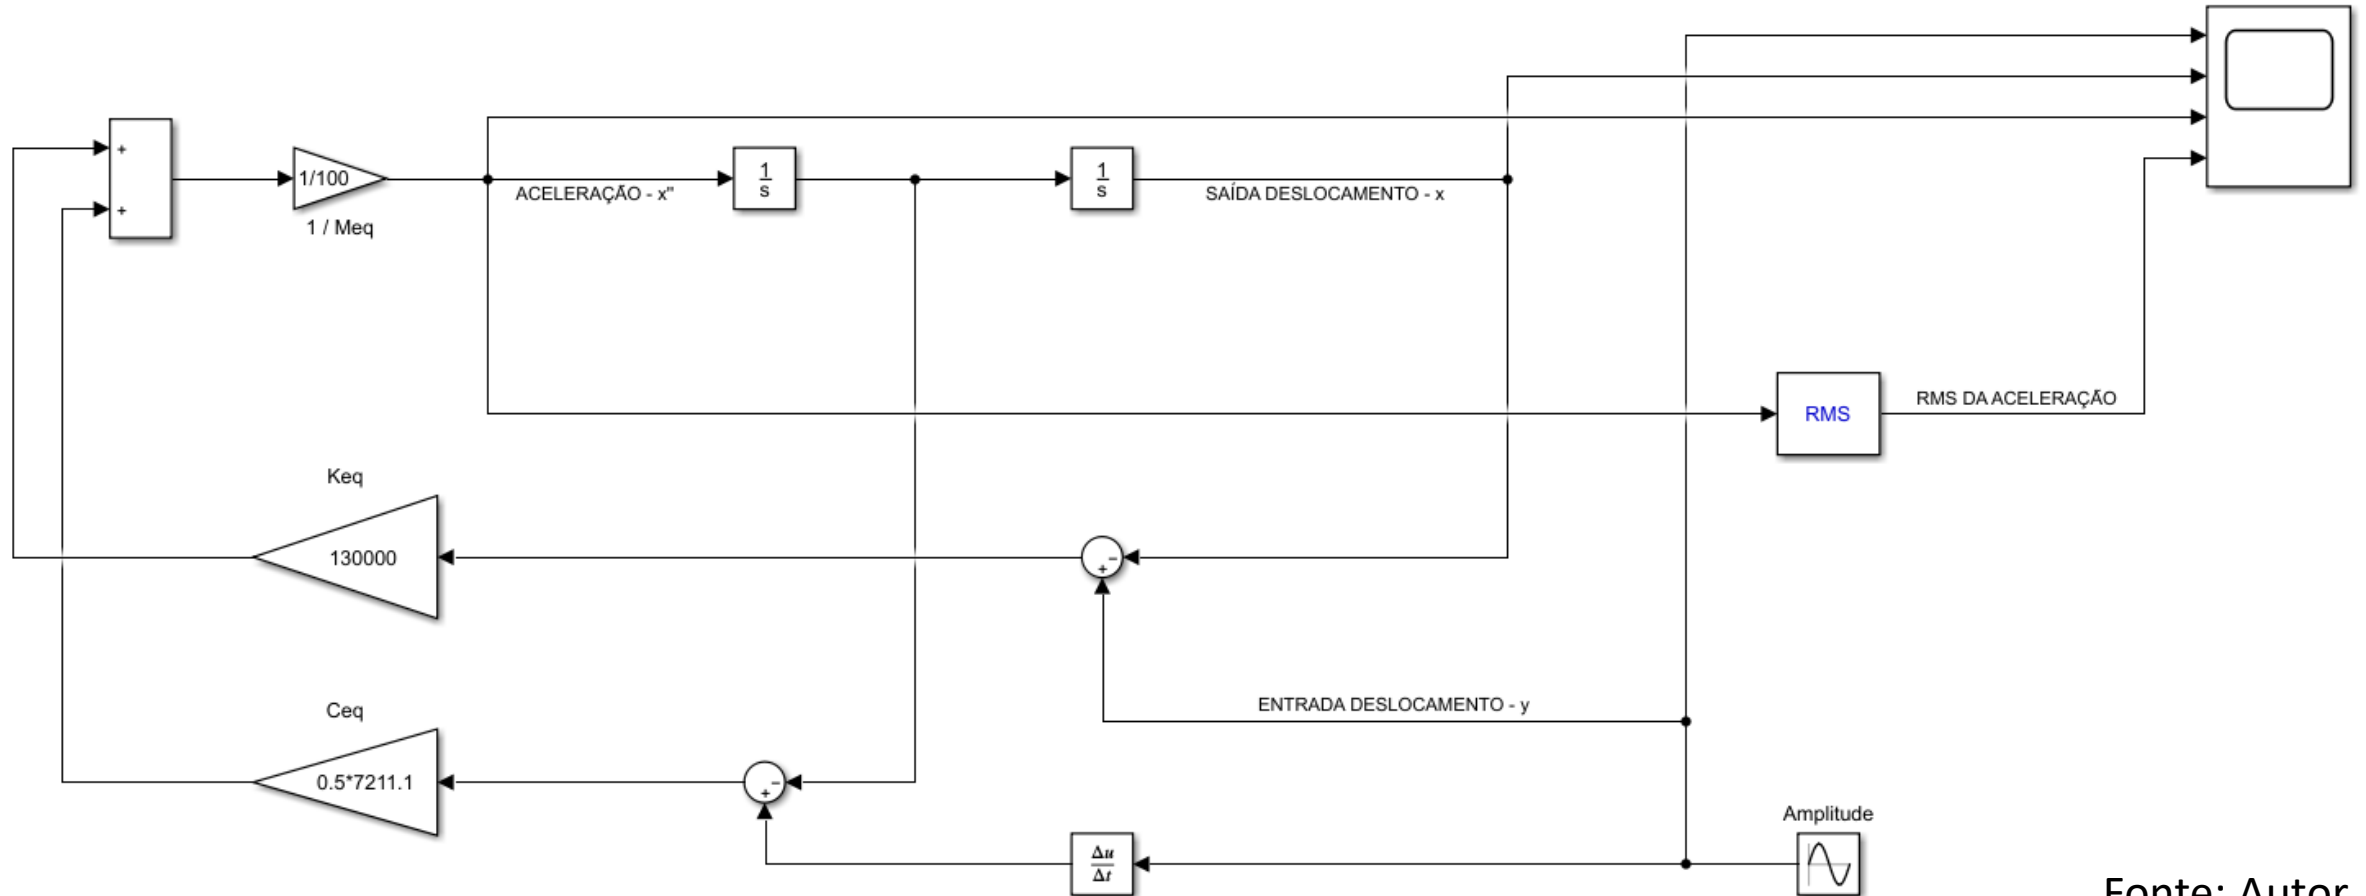 +
+
1/100
1 / Meq
ACELERAÇÃO - x"
1
s
1
s
SAÍDA DESLOCAMENTO - x
RMS
RMS DA ACELERAÇÃO
Keq
130000
-
+
ENTRADA DESLOCAMENTO - y
Ceq
0.5*7211.1
-
+
Δu
Δt
Amplitude
Fonte: Autor